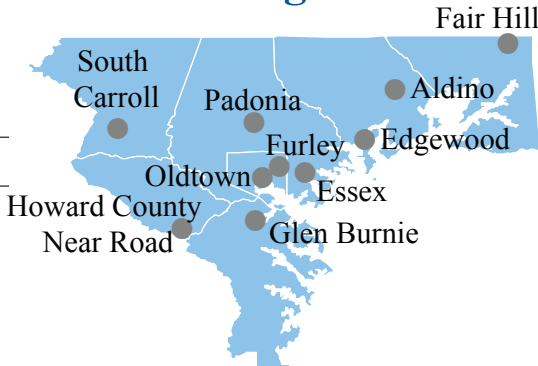 Fair Hill
South
Carroll
Aldino
Padonia
Edgewood
Furley
Oldtown
Essex
Howard County
Near Road
Glen Burnie